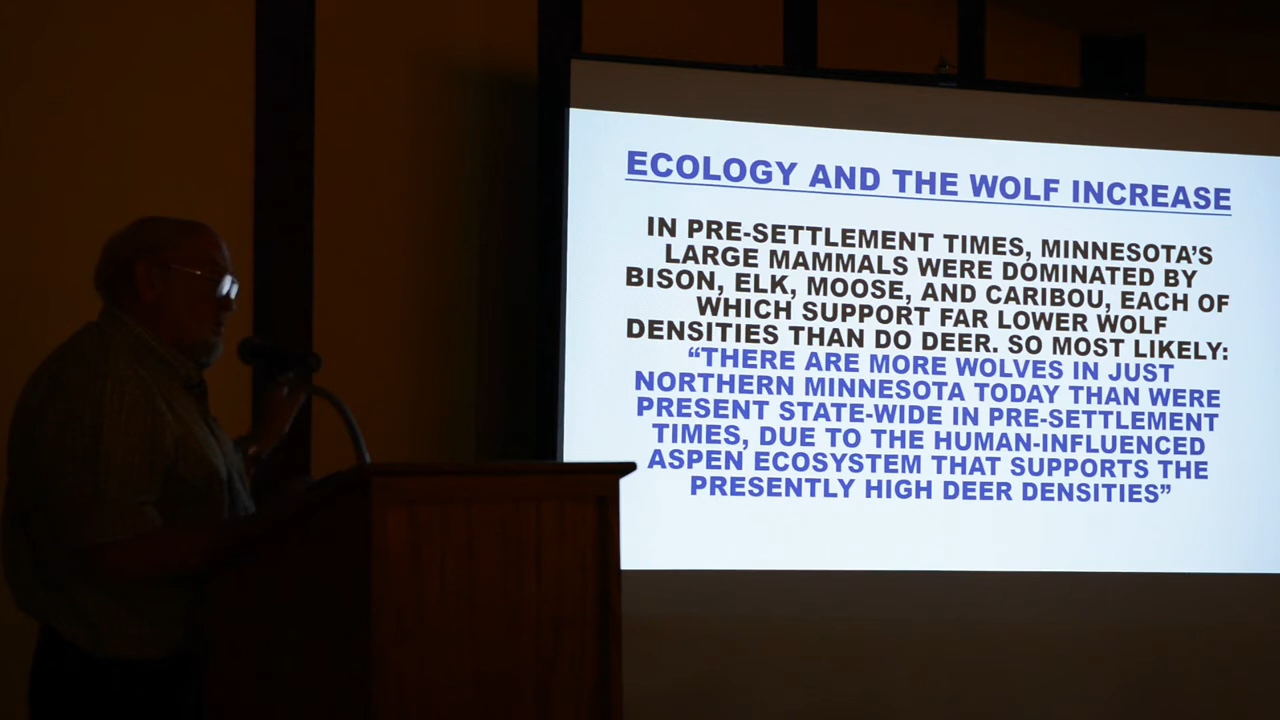 ECOLOGY AND THE WOLF INCREASE
IN PRE-SETTLEMENT TIMES, MINNESOTA'S
LARGE MAMMALS WERE DOMINATED BY
BISON, ELK, MOOSE, AND CARIBOU, EACH OF
WHICH SUPPORT FAR LOWER WOLF
DENSITIES THAN DO DEER. SO MOST LIKELY:
“THERE ARE MORE WOLVES IN JUST
NORTHERN MINNESOTA TODAY THAN WERE
PRESENT STATE-WIDE IN PRE-SETTLEMENT
TIMES, DUE TO THE HUMAN-INFLUENCED
ASPEN ECOSYSTEM THAT SUPPORTS THE
PRESENTLY HIGH DEER DENSITIES”